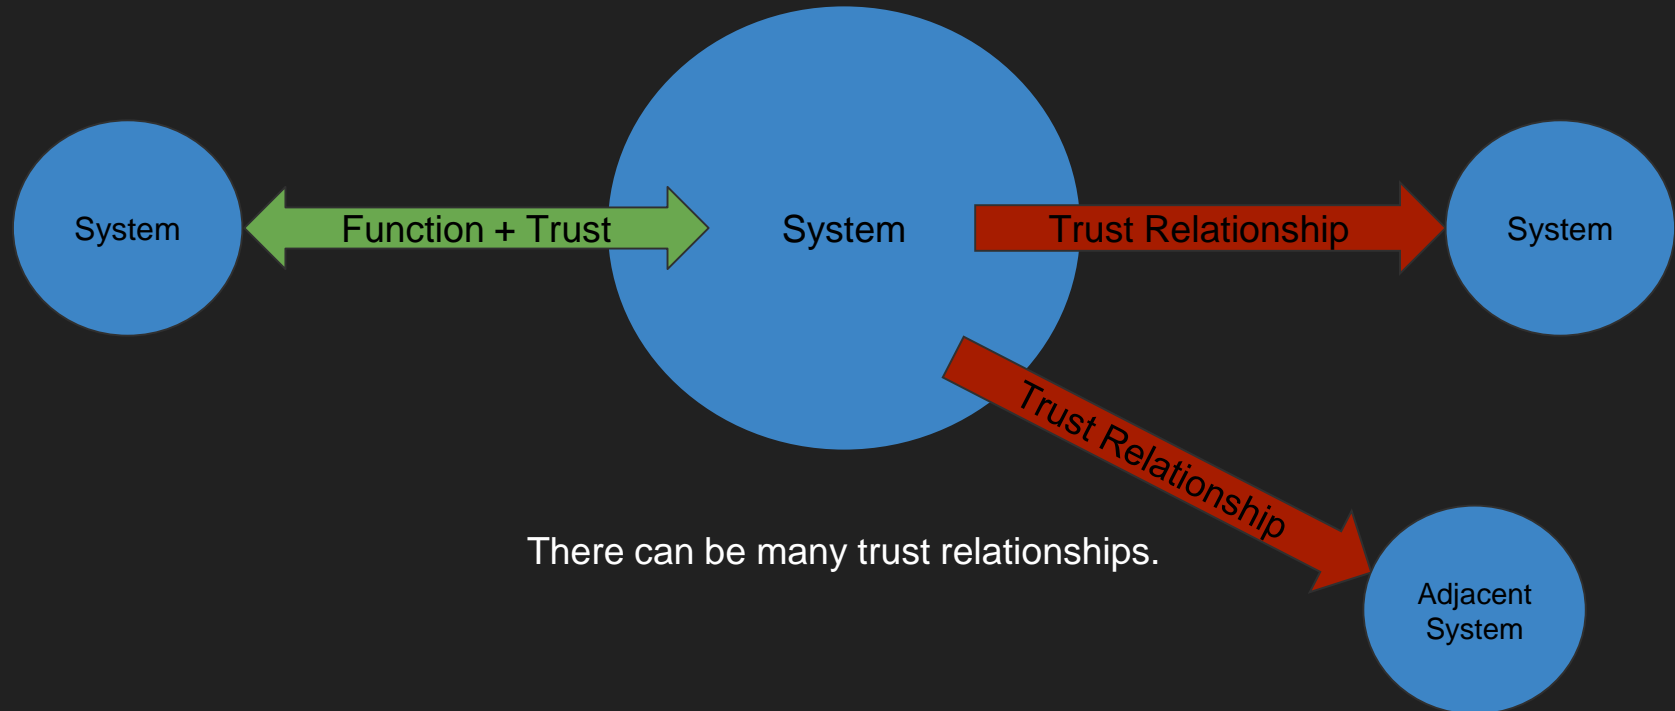 System
Function + Trust
System
Trust Relationship
System
Trust Relationship
There can be many trust relationships.
Adjacent
System